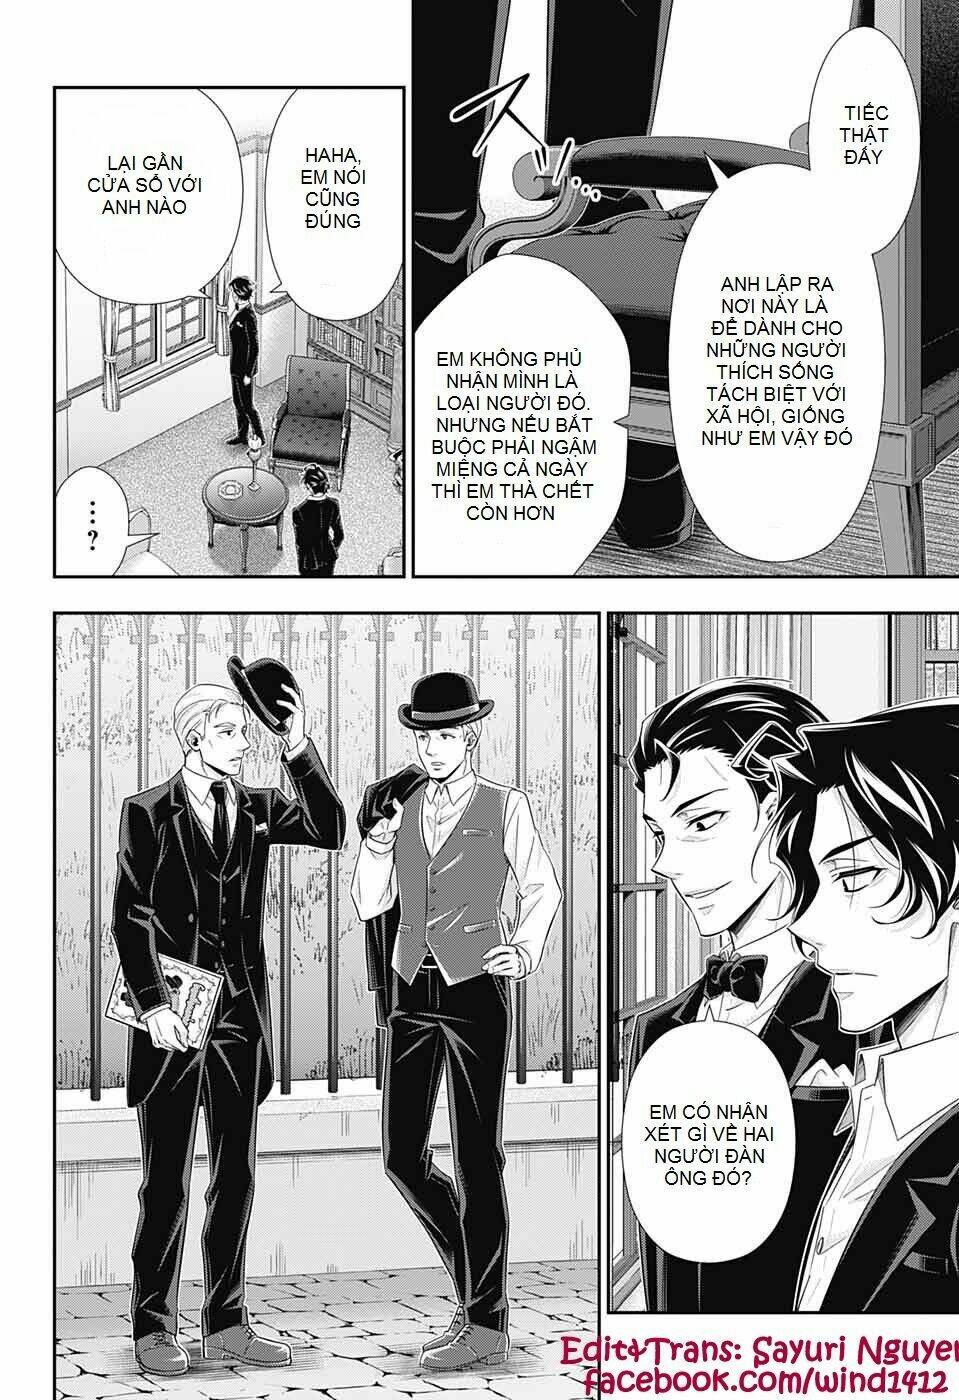 TIẾC
THẬT
ĐẤY
ANH LẬP RA
NƠI NÀY LÀ
ĐỂ DÀNH CHO
NHỮNG NGƯỜI
THÍCH SỐNG
TÁCH BIỆT VỚI
XÃ HỘI, GIỐNG
NHƯ EM VẬY ĐÓ
EM KHÔNG PHỦ
NHẬN MÌNH LÀ
LOẠI NGƯỜI ĐÓ.
NHƯNG NẾU BẮT
BUỘC PHẢI NGẬM
MIỆNG CẢ NGÀY
THÌ EM THÀ CHẾT
CÒN HƠN
HAHA,
EM NÓI
CŨNG
ĐÚNG
LẠI GẦN
CỬA SỔ VỚI
ANH NÀO
...?
EM CÓ NHẬN
XÉT GÌ VỀ HAI
NGƯỜI ĐÀN
ÔNG ĐÓ?
Edit&Trans: Sayuri Nguyen
facebook.com/wind1412